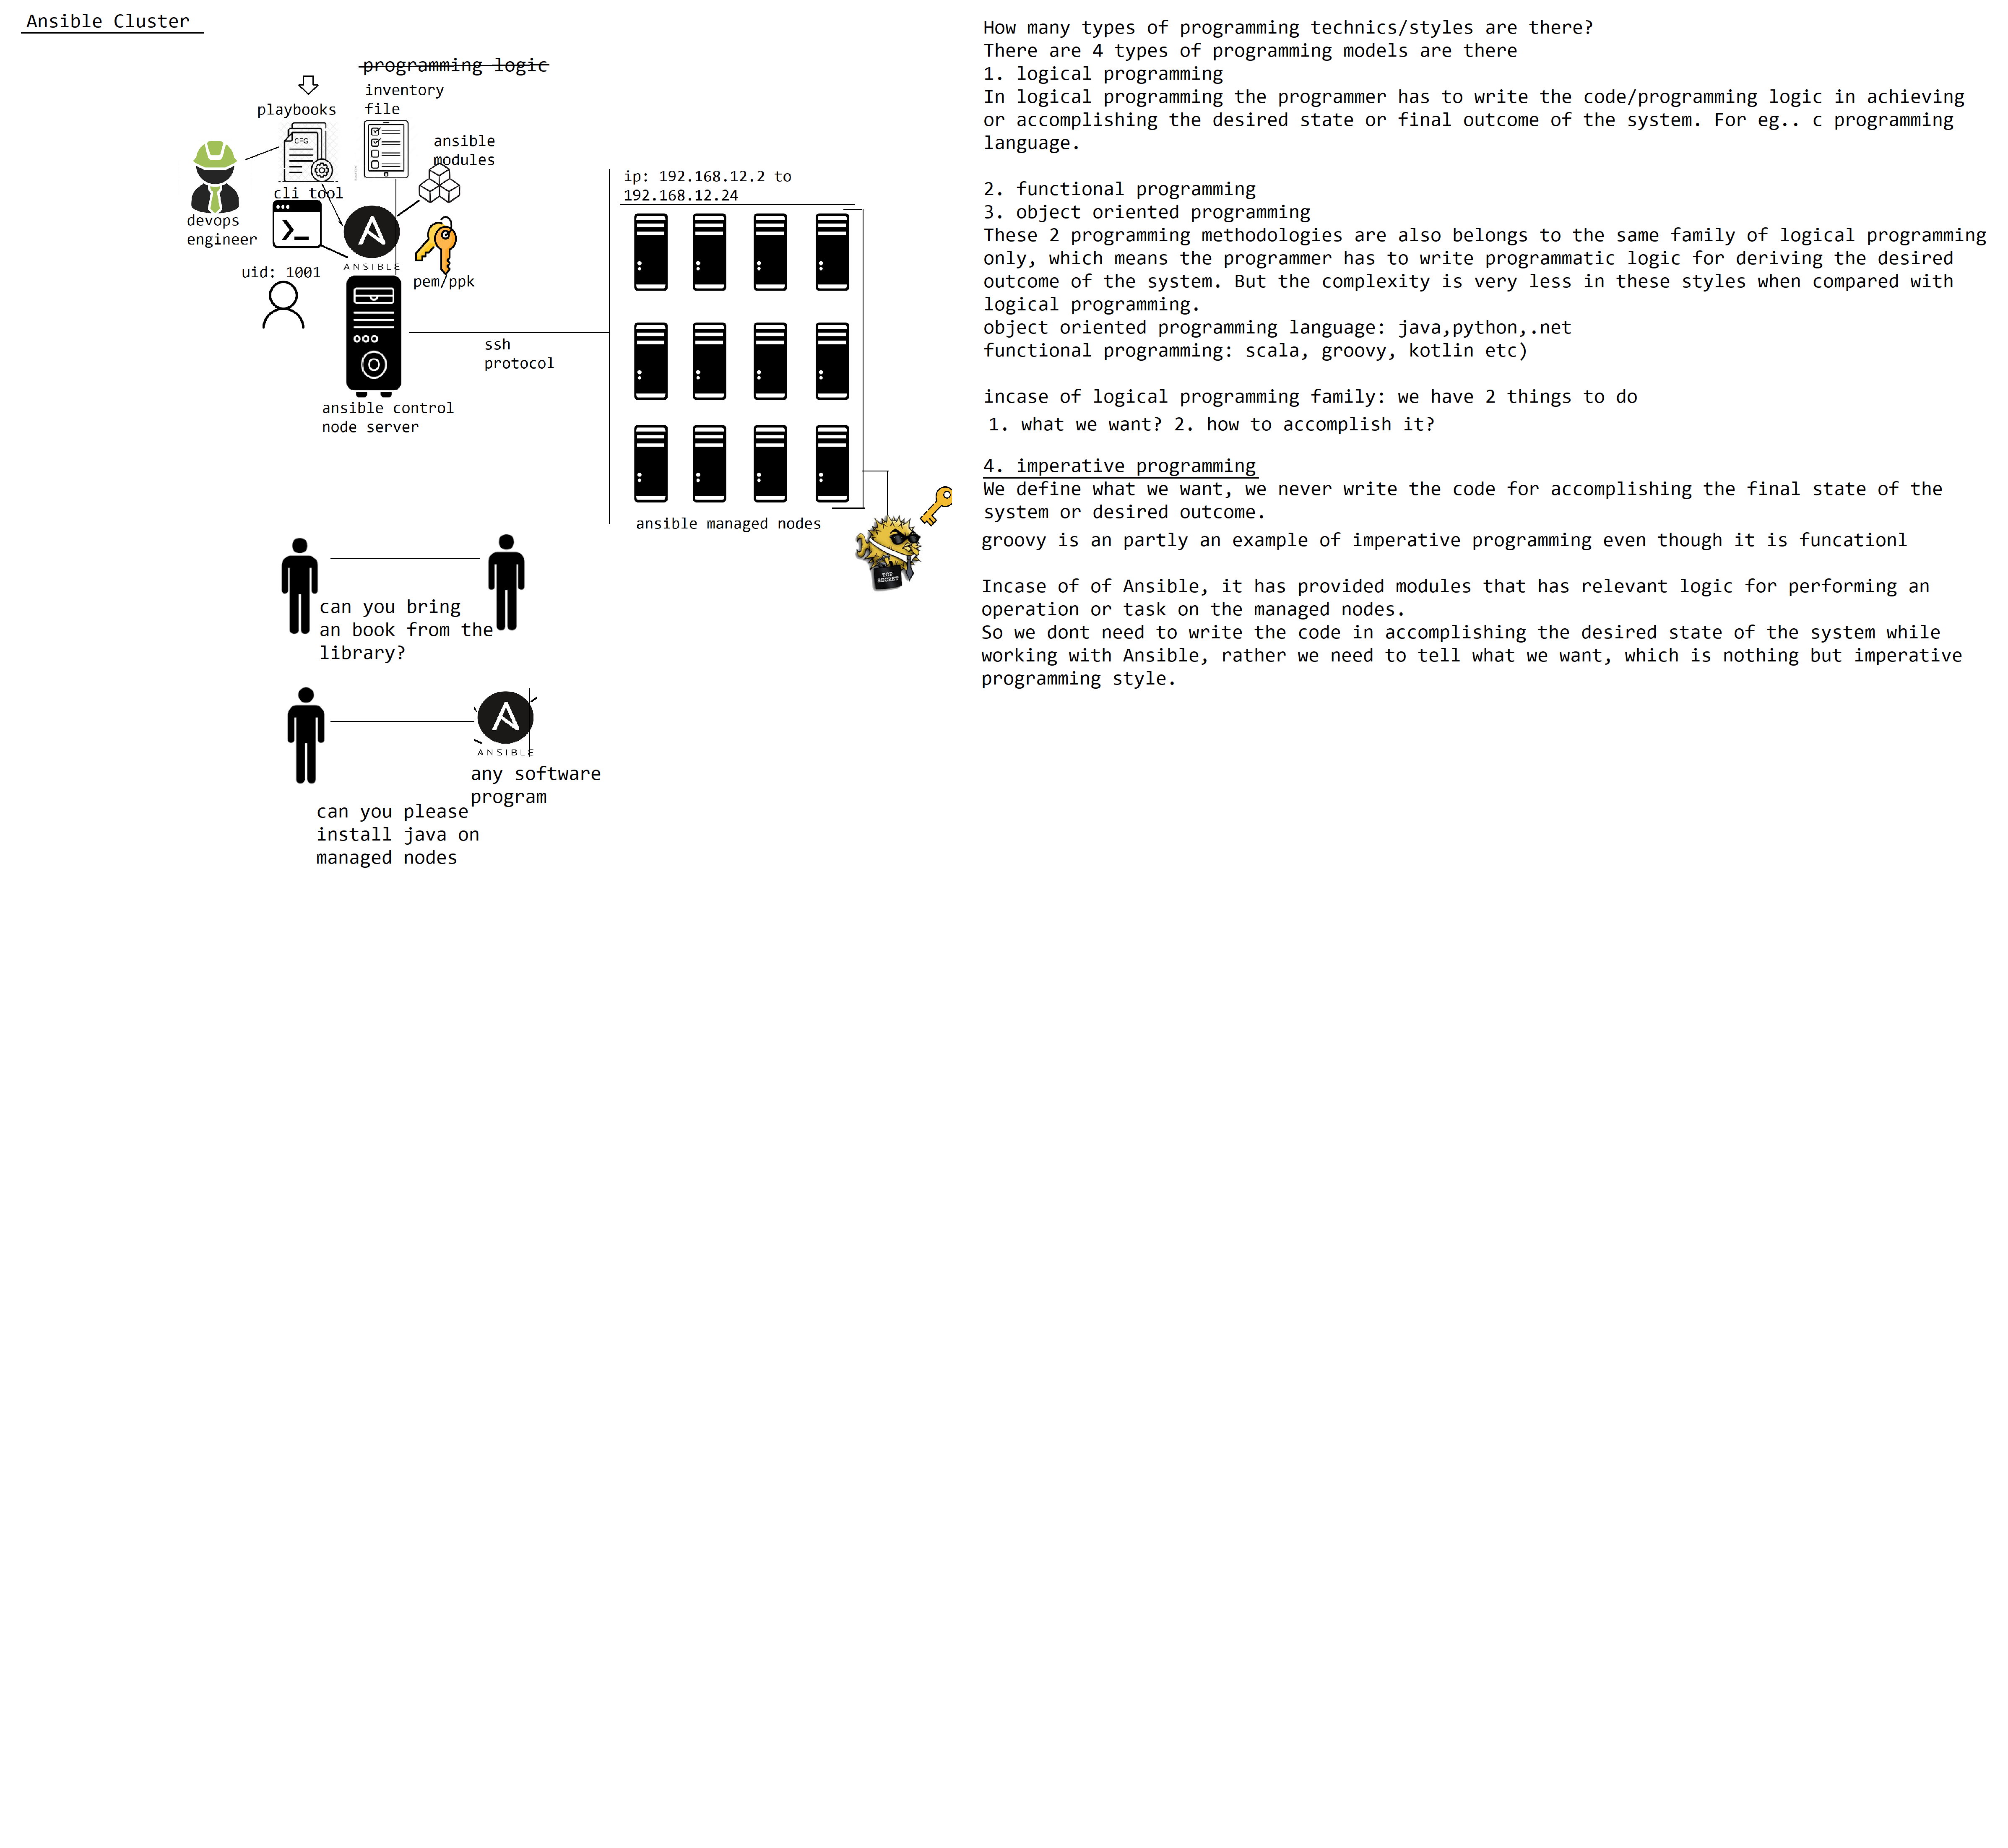 Ansible Cluster
programming logic
inventory
file
playbooks
CFG
ansible
modules
cli tool
devops
engineer
ANSIBLE
pem/ppk
uid: 1001
ssh
protocol
ansible control
node server
ip: 192.168.12.2 to
192.168.12.24
ansible managed nodes
TOP
SECRET
can you bring
an book from the
library?
ANSIBLE
any software
program
can you please
install java on
managed nodes
How many types of programming technics/styles are there?
There are 4 types of programming models are there
1. logical programming
In logical programming the programmer has to write the code/programming logic in achieving
or accomplishing the desired state or final outcome of the system. For eg.. c programming
language.
2. functional programming
3. object oriented programming
These 2 programming methodologies are also belongs to the same family of logical programming
only, which means the programmer has to write programmatic logic for deriving the desired
outcome of the system. But the complexity is very less in these styles when compared with
logical programming.
object oriented programming language: java,python,.net
functional programming: scala, groovy, kotlin etc)
incase of logical programming family: we have 2 things to do
1. what we want? 2. how to accomplish it?
4. imperative programming
We define what we want, we never write the code for accomplishing the final state of the
system or desired outcome.
groovy is an partly an example of imperative programming even though it is funcationl
Incase of of Ansible, it has provided modules that has relevant logic for performing an
operation or task on the managed nodes.
So we dont need to write the code in accomplishing the desired state of the system while
working with Ansible, rather we need to tell what we want, which is nothing but imperative
programming style.